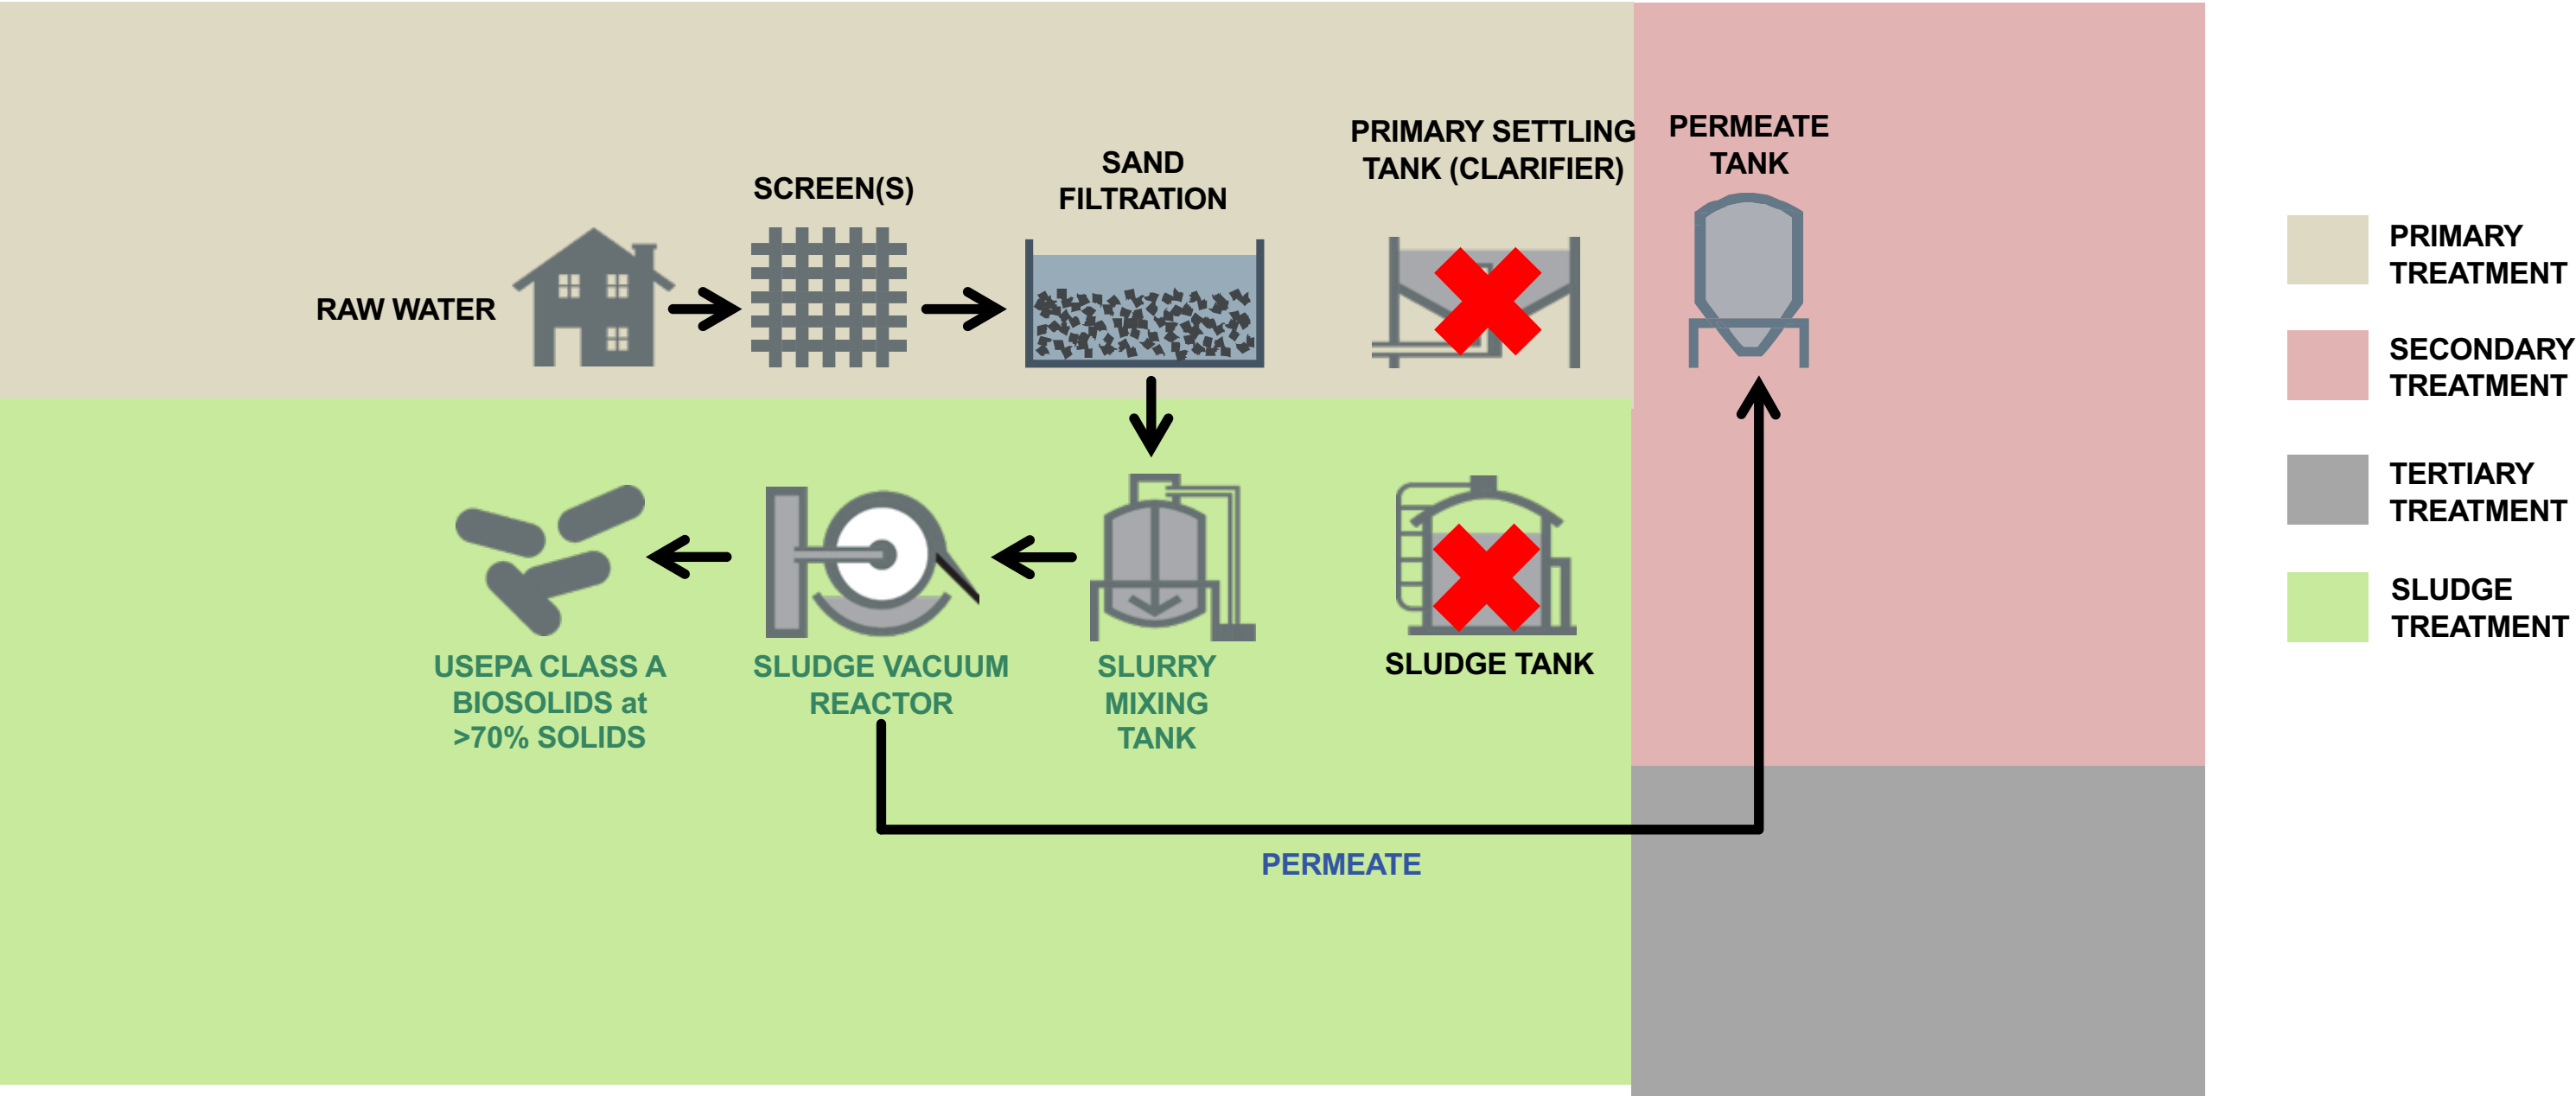 RAW WATER
SCREEN(S)
SAND
FILTRATION
PRIMARY SETTLING
TANK (CLARIFIER)
PERMEATE
TANK
USEPA CLASS A
BIOSOLIDS at
>70% SOLIDS
SLUDGE VACUUM
REACTOR
SLURRY
MIXING
TANK
SLUDGE TANK
PERMEATE
PRIMARY
TREATMENT
SECONDARY
TREATMENT
TERTIARY
TREATMENT
SLUDGE
TREATMENT